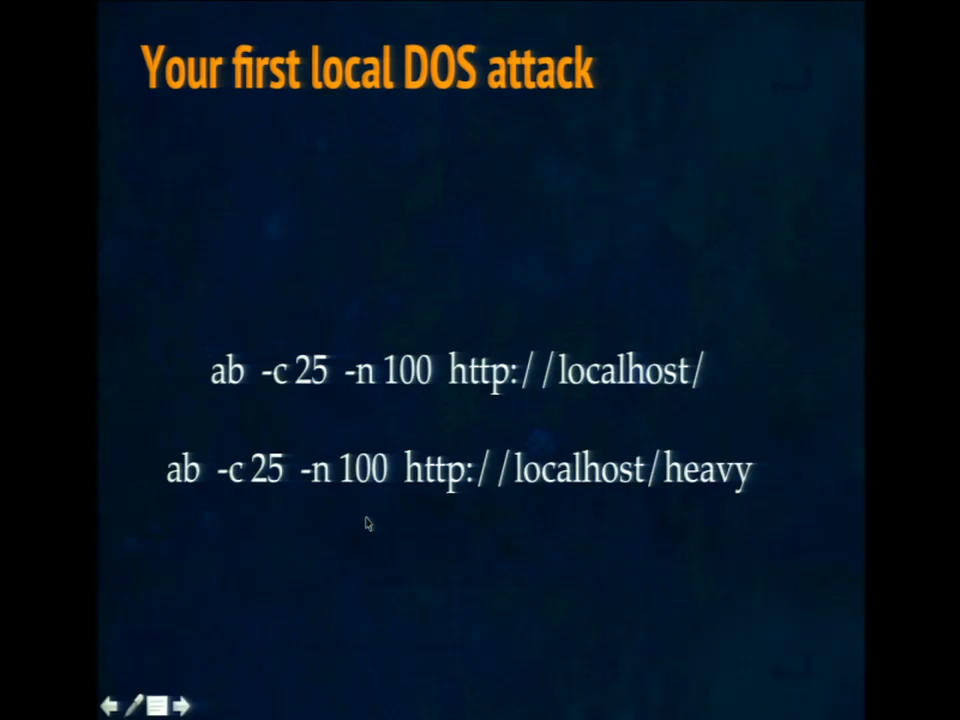 Your first local DOS attack
ab -c 25 -n 100 http://localhost/
ab -c 25 -n 100 http://localhost/heavy